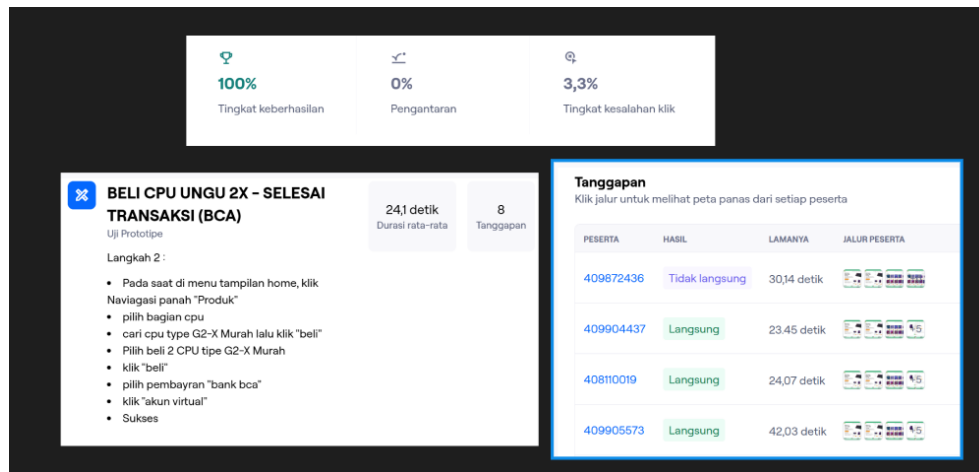 100%
0%
3,3%
Tingkat keberhasilan
Pengantaran
Tingkat kesalahan klik
BELI CPU UNGU 2X - SELESAI
TRANSAKSI (BCA)
Uji Prototipe
24,1 detik
Durasi rata-rata
8
Tanggapan
Langkah 2 :
• Pada saat di menu tampilan home, klik
Naviagasi panah "Produk"
• pilih bagian cpu
• cari cpu type G2-X Murah lalu klik "beli"
• Pilih beli 2 CPU tipe G2-X Murah
• klik "beli"
• pilih pembayran "bank bca"
• klik "akun virtual"
• Sukses
Tanggapan
Klik jalur untuk melihat peta panas dari setiap peserta
PESERTA HASIL LAMANYA JALUR PESERTA
409872436 Tidak langsung 30,14 detik
409904437 Langsung 23.45 detik
408110019 Langsung 24,07 detik
409905573 Langsung 42,03 detik